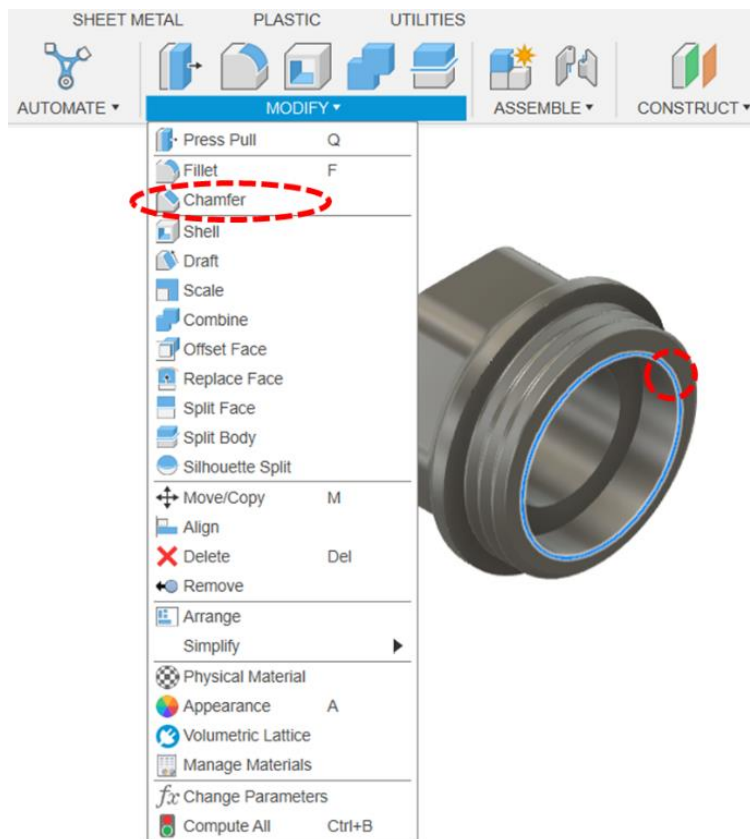 SHEET METAL PLASTIC UTILITIES
AUTOMATE ▾ MODIFY ▾ ASSEMBLE ▾ CONSTRUCT ▾
Press Pull Q
Fillet F
Chamfer
Shell
Draft
Scale
Combine
Offset Face
Replace Face
Split Face
Split Body
Silhouette Split
Move/Copy M
Align
Delete Del
Remove
Arrange
Simplify
Physical Material
Appearance A
Volumetric Lattice
Manage Materials
fx Change Parameters
Compute All Ctrl+B